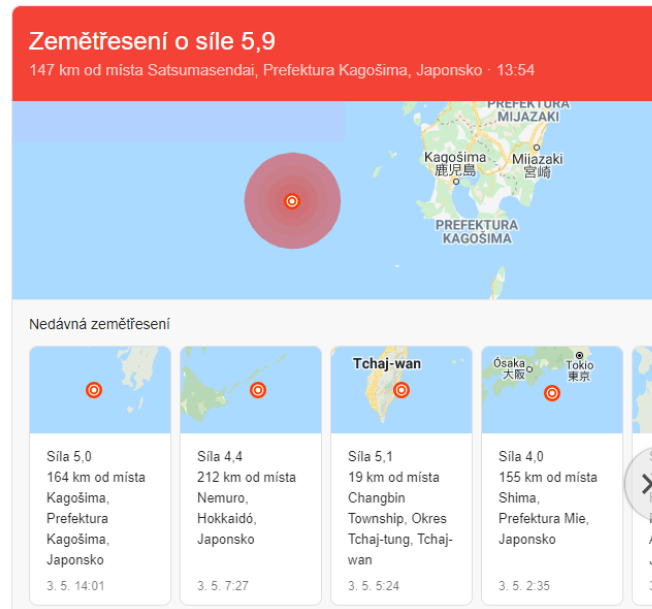 Zemětřesení o síle 5,9
147 km od místa Satsumasendai, Prefektura Kagošima, Japonsko · 13:54
PREFEKTURA
MIJAZAKI
Kagošima
鹿児島
Mijazaki
宮崎
PREFEKTURA
KAGOŠIMA
Nedávná zemětřesení
Síla 5,0
164 km od místa
Kagošima,
Prefektura
Kagošima,
Japonsko
3. 5. 14:01
Síla 4,4
212 km od místa
Nemuro,
Hokkaidó,
Japonsko
3. 5. 7:27
Tchaj-wan
Síla 5,1
19 km od místa
Changbin
Township, Okres
Tchaj-tung, Tchaj-
wan
3. 5. 5:24
Ósaka
大阪
Tokio
東京
Síla 4,0
155 km od místa
Shima,
Prefektura Mie,
Japonsko
3. 5. 2:35